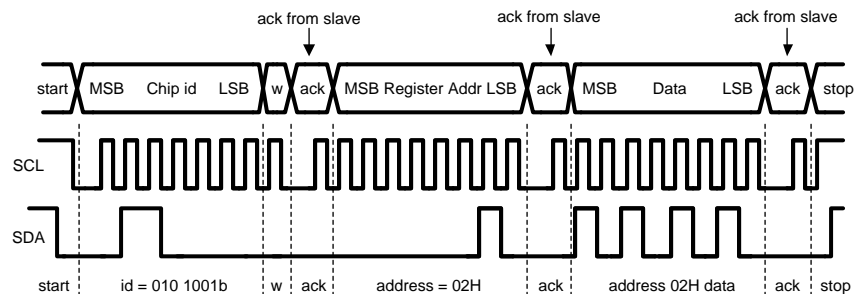 ack from slave ack from slave ack from slave
start MSB Chip id LSB w ack MSB Register Addr LSB ack MSB Data LSB ack stop
SCL
SDA
start id = 010 1001b w ack address = 02H ack address 02H data ack stop